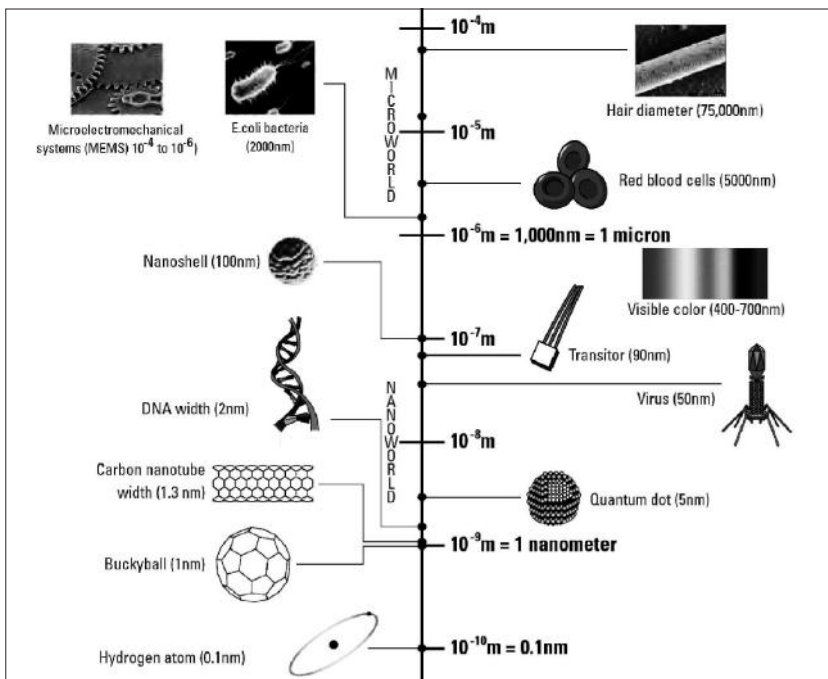 10⁻⁴m
Hair diameter (75,000nm)
Microelectromechanical
systems (MEMS) 10⁻⁴ to 10⁻⁶)
E.coli bacteria
(2000nm)
MICROWORLD
10⁻⁵m
Red blood cells (5000nm)
10⁻⁶m = 1,000nm = 1 micron
Nanoshell (100nm)
Visible color (400-700nm)
10⁻⁷m
Transitor (90nm)
Virus (50nm)
DNA width (2nm)
NANOWORLD
10⁻⁸m
Carbon nanotube
width (1.3 nm)
Quantum dot (5nm)
10⁻⁹m = 1 nanometer
Buckyball (1nm)
10⁻¹⁰m = 0.1nm
Hydrogen atom (0.1nm)